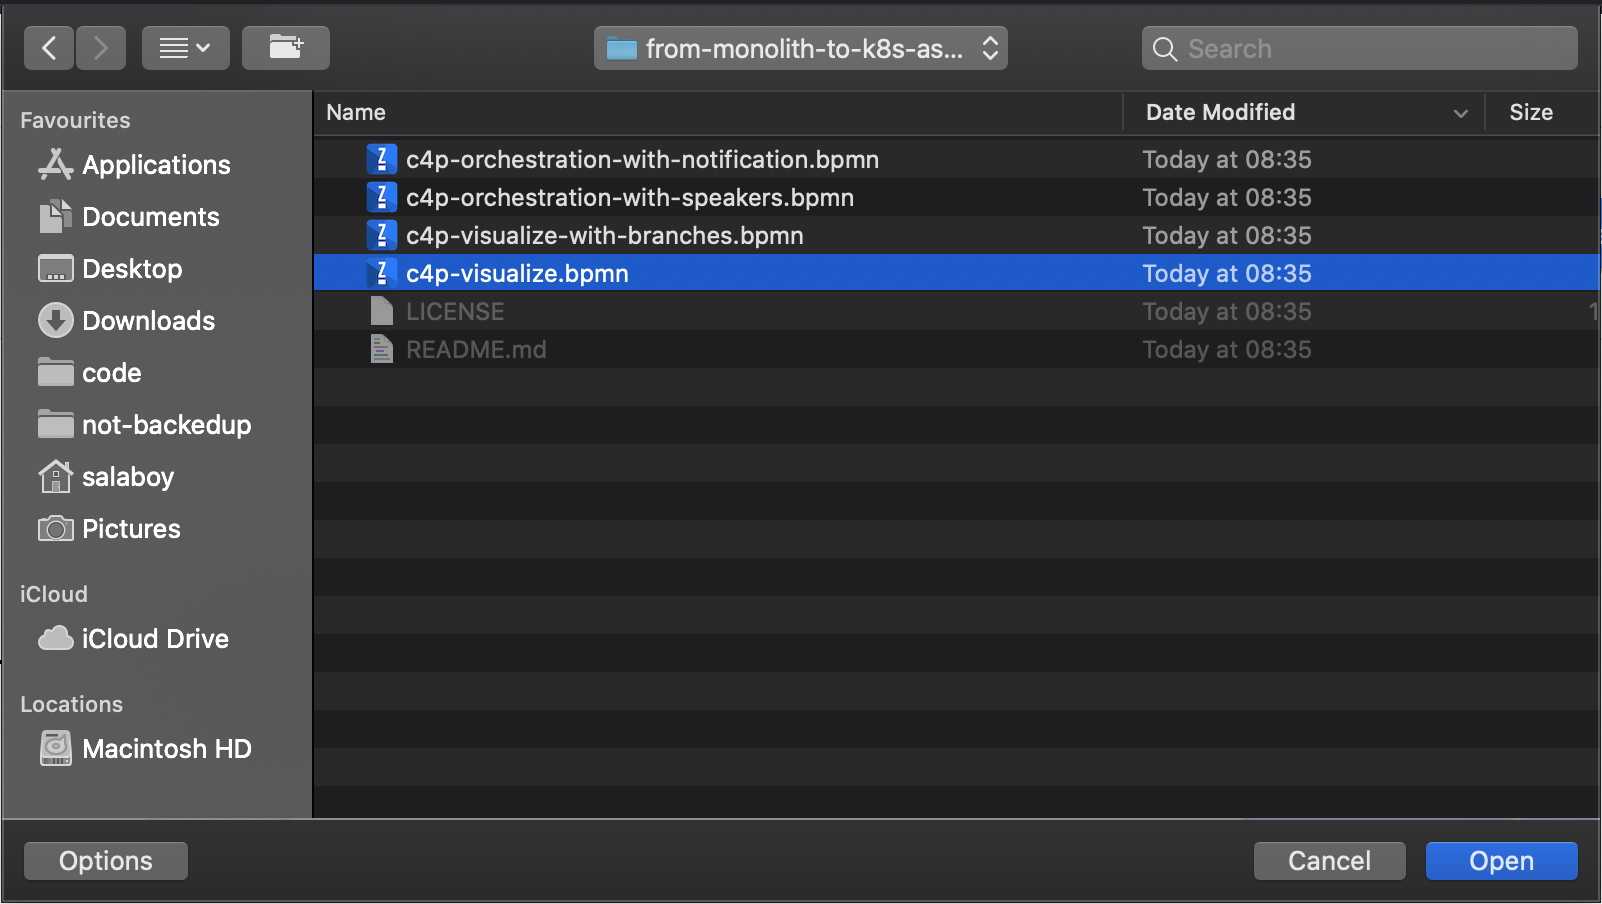 from-monolith-to-k8s-as...
Search
Favourites
Applications
Documents
Desktop
Downloads
code
not-backedup
salaboy
Pictures
iCloud
iCloud Drive
Locations
Macintosh HD
Name Date Modified Size
c4p-orchestration-with-notification.bpmn Today at 08:35
c4p-orchestration-with-speakers.bpmn Today at 08:35
c4p-visualize-with-branches.bpmn Today at 08:35
c4p-visualize.bpmn Today at 08:35
LICENSE Today at 08:35 1
README.md Today at 08:35
Options Cancel Open